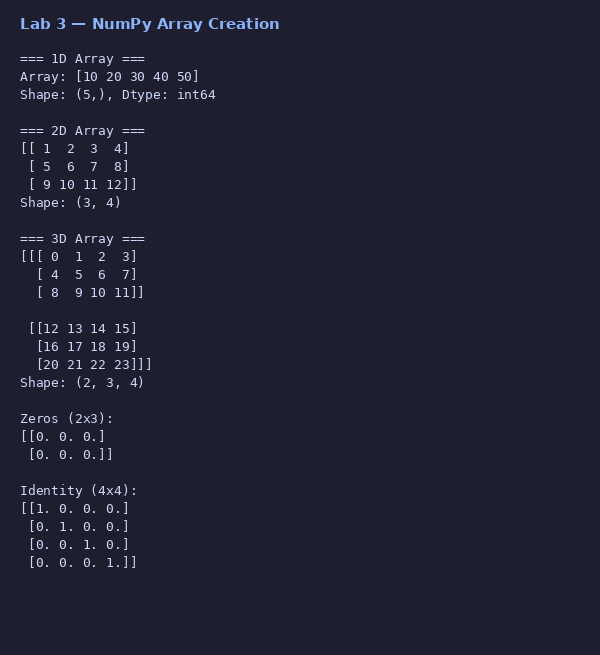 Lab 3 — NumPy Array Creation
=== 1D Array ===
Array: [10 20 30 40 50]
Shape: (5,), Dtype: int64
=== 2D Array ===
[[ 1  2  3  4]
 [ 5  6  7  8]
 [ 9 10 11 12]]
Shape: (3, 4)
=== 3D Array ===
[[[ 0  1  2  3]
  [ 4  5  6  7]
  [ 8  9 10 11]]
 [[12 13 14 15]
  [16 17 18 19]
  [20 21 22 23]]]
Shape: (2, 3, 4)
Zeros (2x3):
[[0. 0. 0.]
 [0. 0. 0.]]
Identity (4x4):
[[1. 0. 0. 0.]
 [0. 1. 0. 0.]
 [0. 0. 1. 0.]
 [0. 0. 0. 1.]]